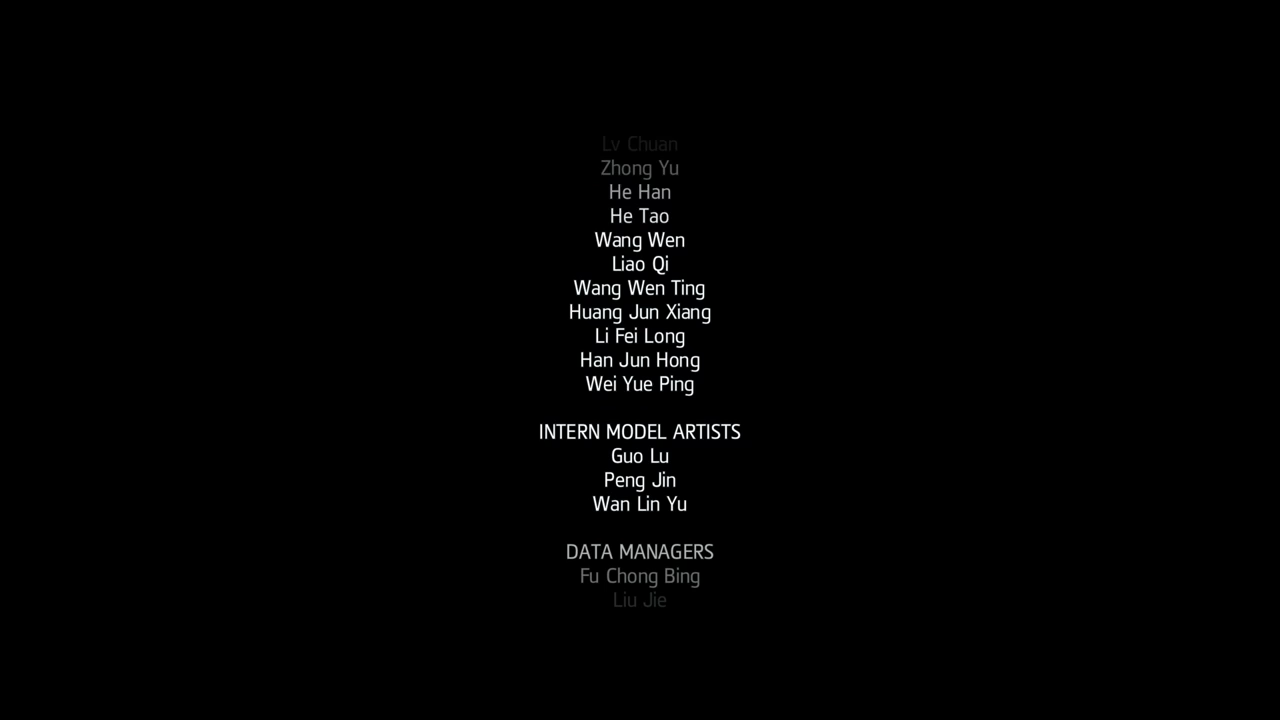 Lv Chuan
Zhong Yu
He Han
He Tao
Wang Wen
Liao Qi
Wang Wen Ting
Huang Jun Xiang
Li Fei Long
Han Jun Hong
Wei Yue Ping
INTERN MODEL ARTISTS
Guo Lu
Peng Jin
Wan Lin Yu
DATA MANAGERS
Fu Chong Bing
Liu Jie